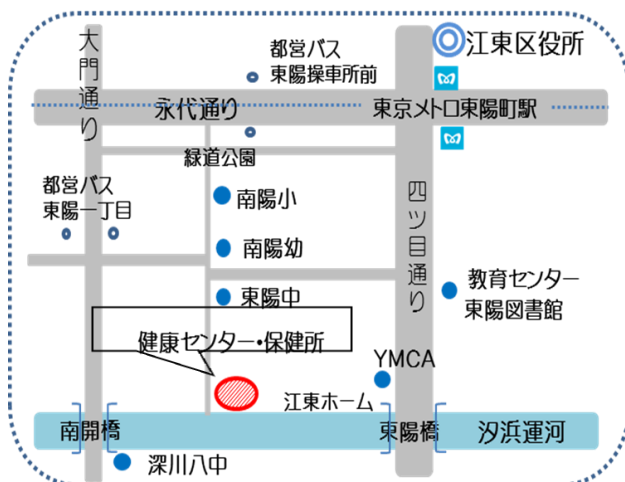 大門通り
都営バス
東陽操車所前
江東区役所
永代通り
東京メトロ東陽町駅
緑道公園
都営バス
東陽一丁目
南陽小
四ツ目通り
南陽幼
東陽中
教育センター
東陽図書館
健康センター・保健所
YMCA
江東ホーム
南開橋
東陽橋
汐浜運河
深川八中